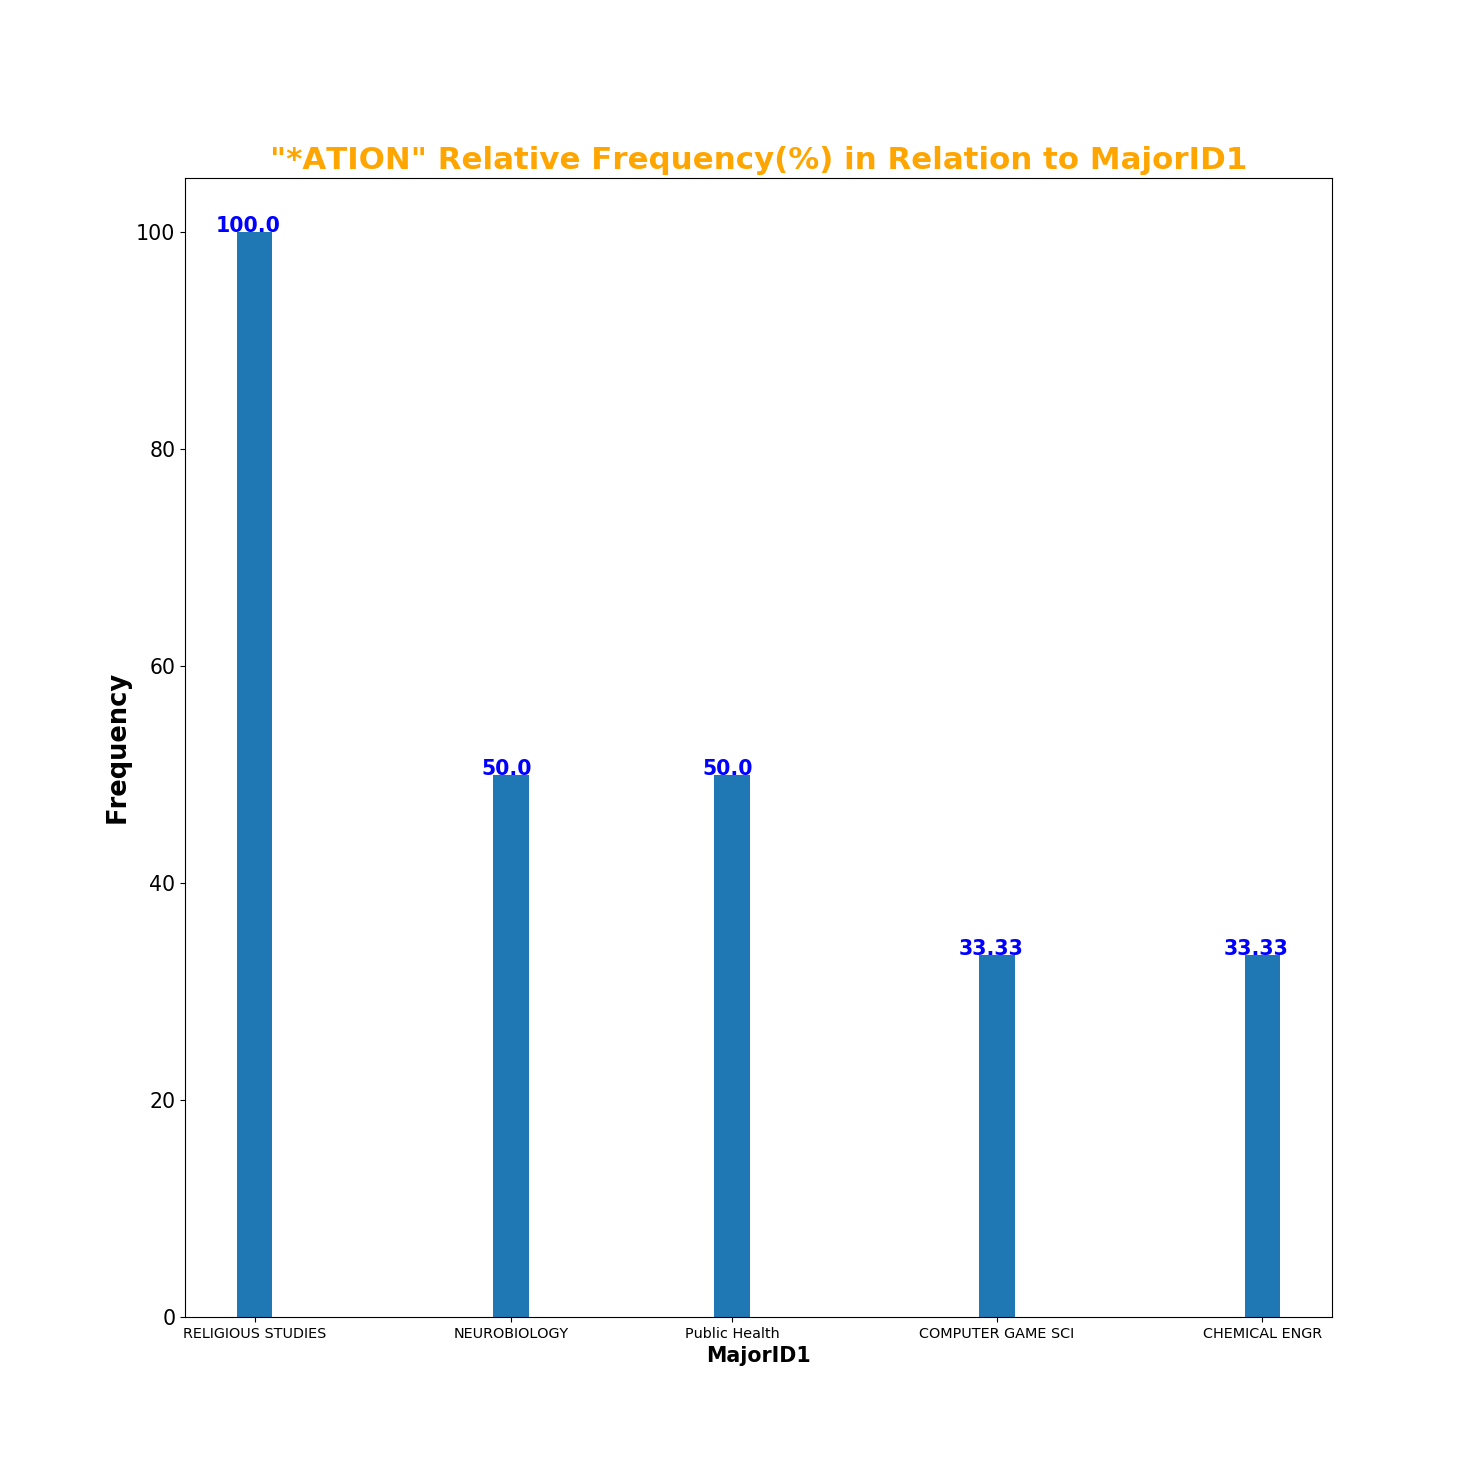 "*ATION" Relative Frequency(%) in Relation to MajorID1
100.0
100
80
60
50.0 50.0
Frequency
40
33.33 33.33
20
0
RELIGIOUS STUDIES NEUROBIOLOGY Public Health COMPUTER GAME SCI CHEMICAL ENGR
MajorID1